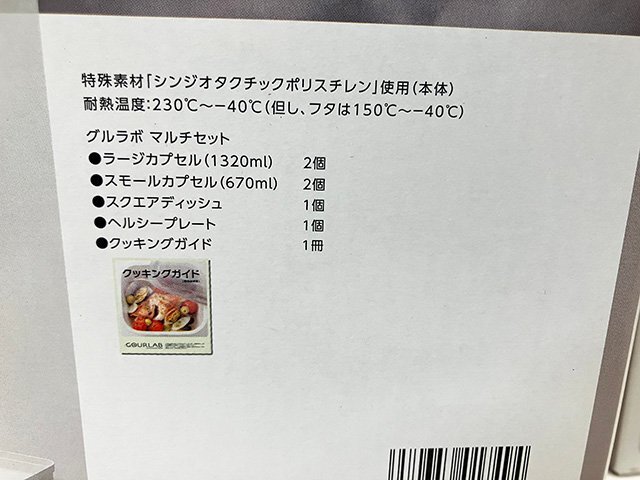 特殊素材「シンジオタクチックポリスチレン」使用(本体)
耐熱温度:230℃〜−40℃(但し、フタは150℃〜−40℃)
グルラボ マルチセット
●ラージカプセル(1320ml) 2個
●スモールカプセル(670ml) 2個
●スクエアディッシュ 1個
●ヘルシープレート 1個
●クッキングガイド 1冊
クッキングガイド
GOURLAB